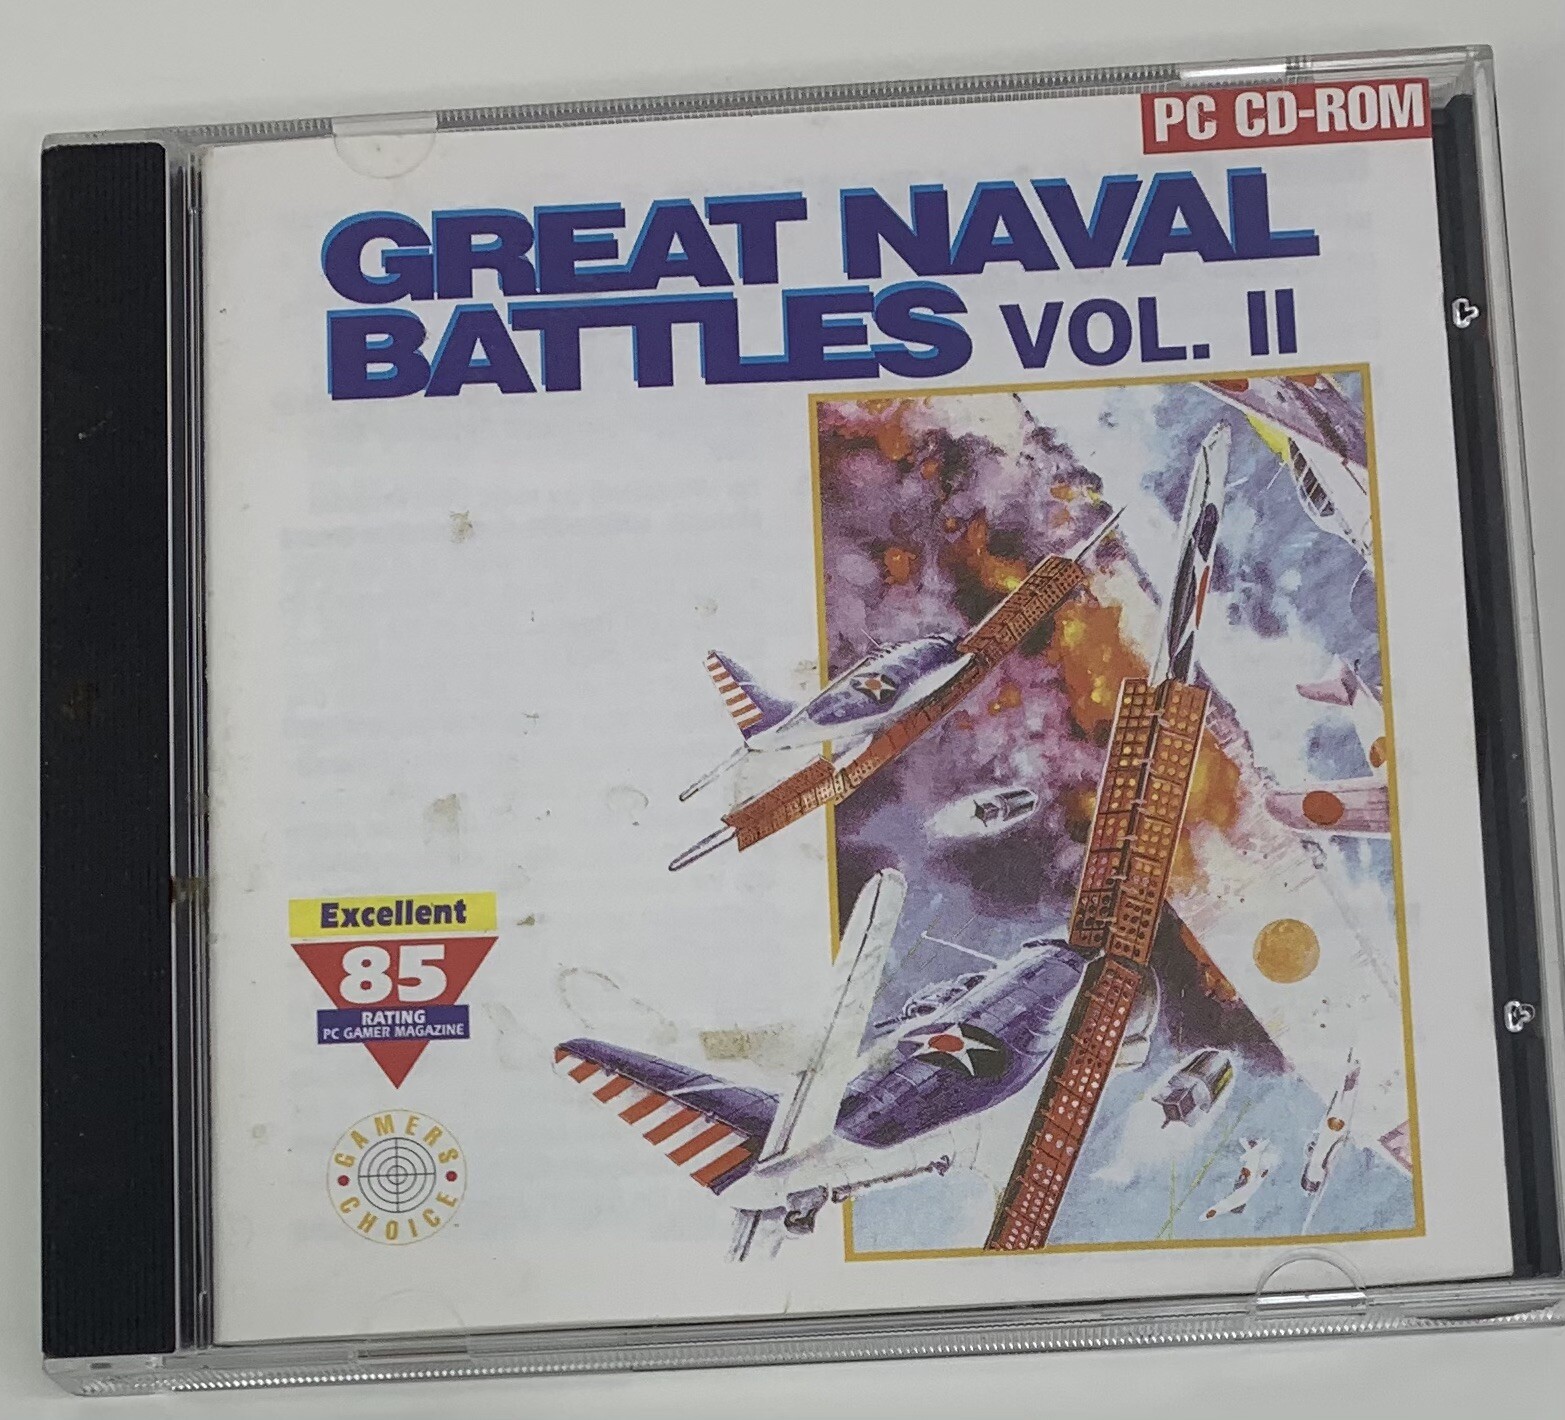 PC CD-ROM
GREAT NAVAL
BATTLES VOL. II
Excellent
85
RATING
PC GAMER MAGAZINE
GAMERS
CHOICE